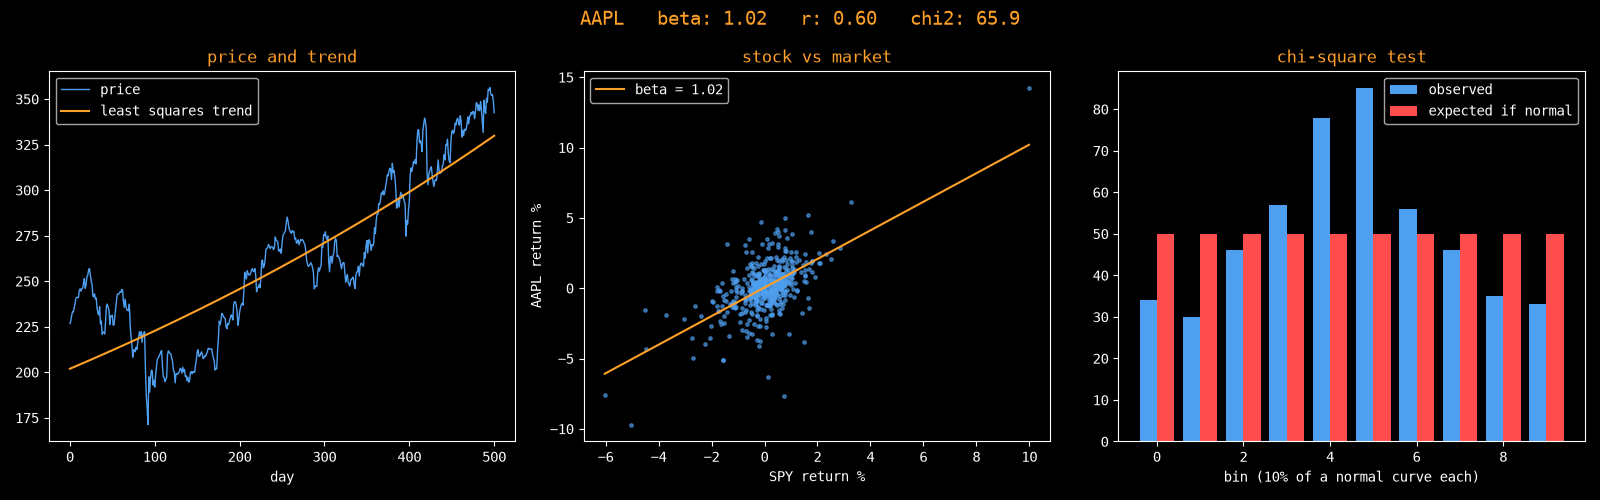 AAPL   beta: 1.02   r: 0.60   chi2: 65.9
price and trend
price
least squares trend
350
325
300
275
250
225
200
175
0 100 200 300 400 500
day
stock vs market
beta = 1.02
AAPL return %
15
10
5
0
−5
−10
−6 −4 −2 0 2 4 6 8 10
SPY return %
chi-square test
observed
expected if normal
80
70
60
50
40
30
20
10
0
0 2 4 6 8
bin (10% of a normal curve each)